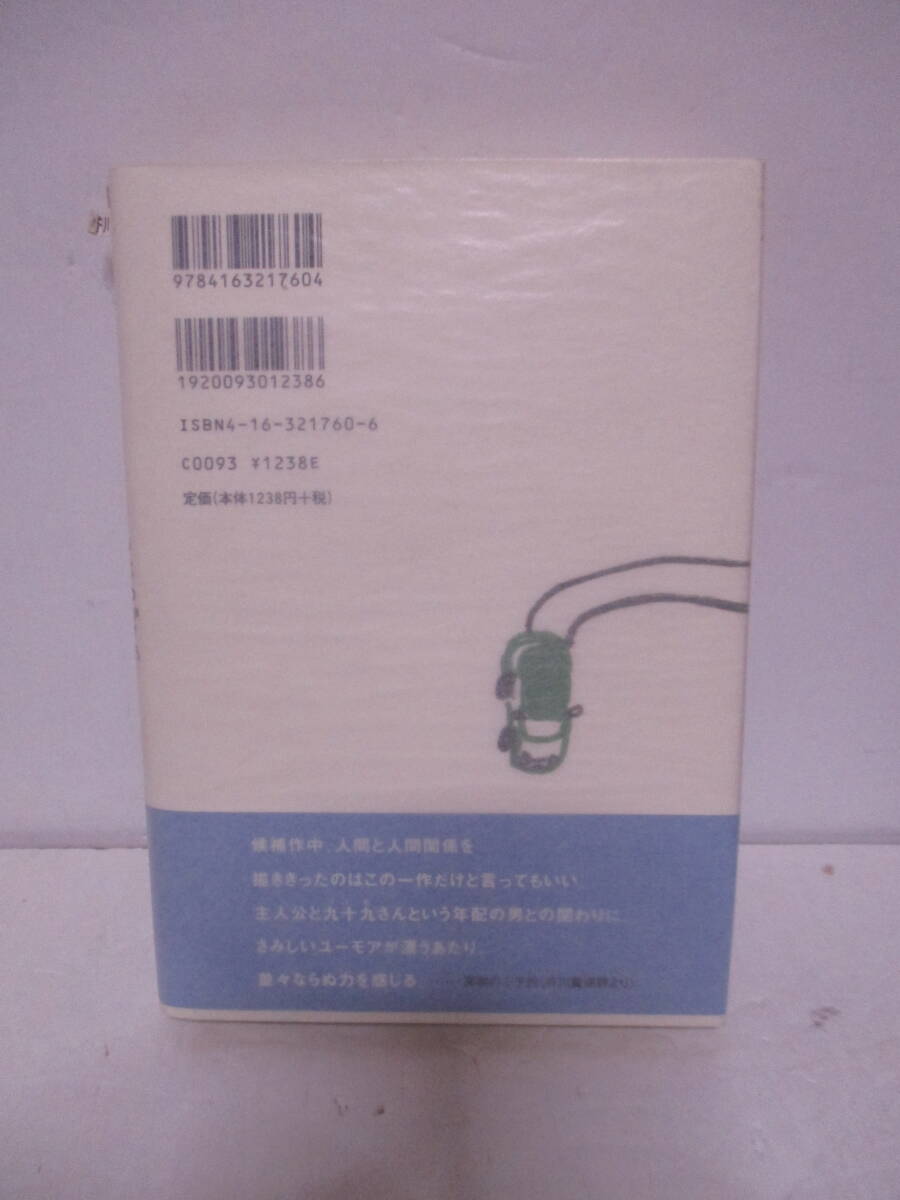 9784163217604
1920093012386
ISBN4-16-321760-6
C0093 ¥1238E
定価(本体1238円+税)
候補作中、人間と人間関係を
描ききったのはこの一作だけと言ってもいい
主人公と九十九さんという年配の男との関わりに
さみしいユーモアが漂うあたり、
並々ならぬ力を感じる